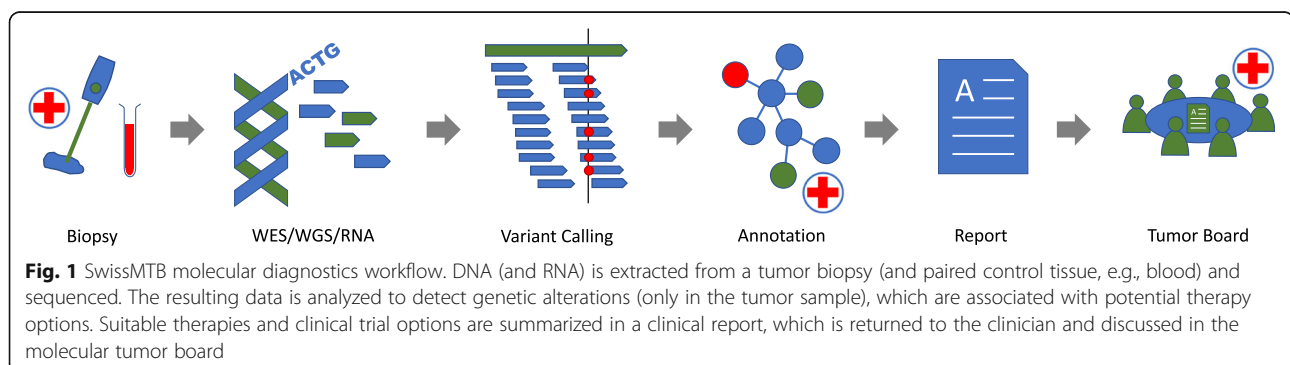 ACTG
A
A
Biopsy
WES/WGS/RNA
Variant Calling
Annotation
Report
Tumor Board
Fig. 1 SwissMTB molecular diagnostics workflow. DNA (and RNA) is extracted from a tumor biopsy (and paired control tissue, e.g., blood) and
sequenced. The resulting data is analyzed to detect genetic alterations (only in the tumor sample), which are associated with potential therapy
options. Suitable therapies and clinical trial options are summarized in a clinical report, which is returned to the clinician and discussed in the
molecular tumor board